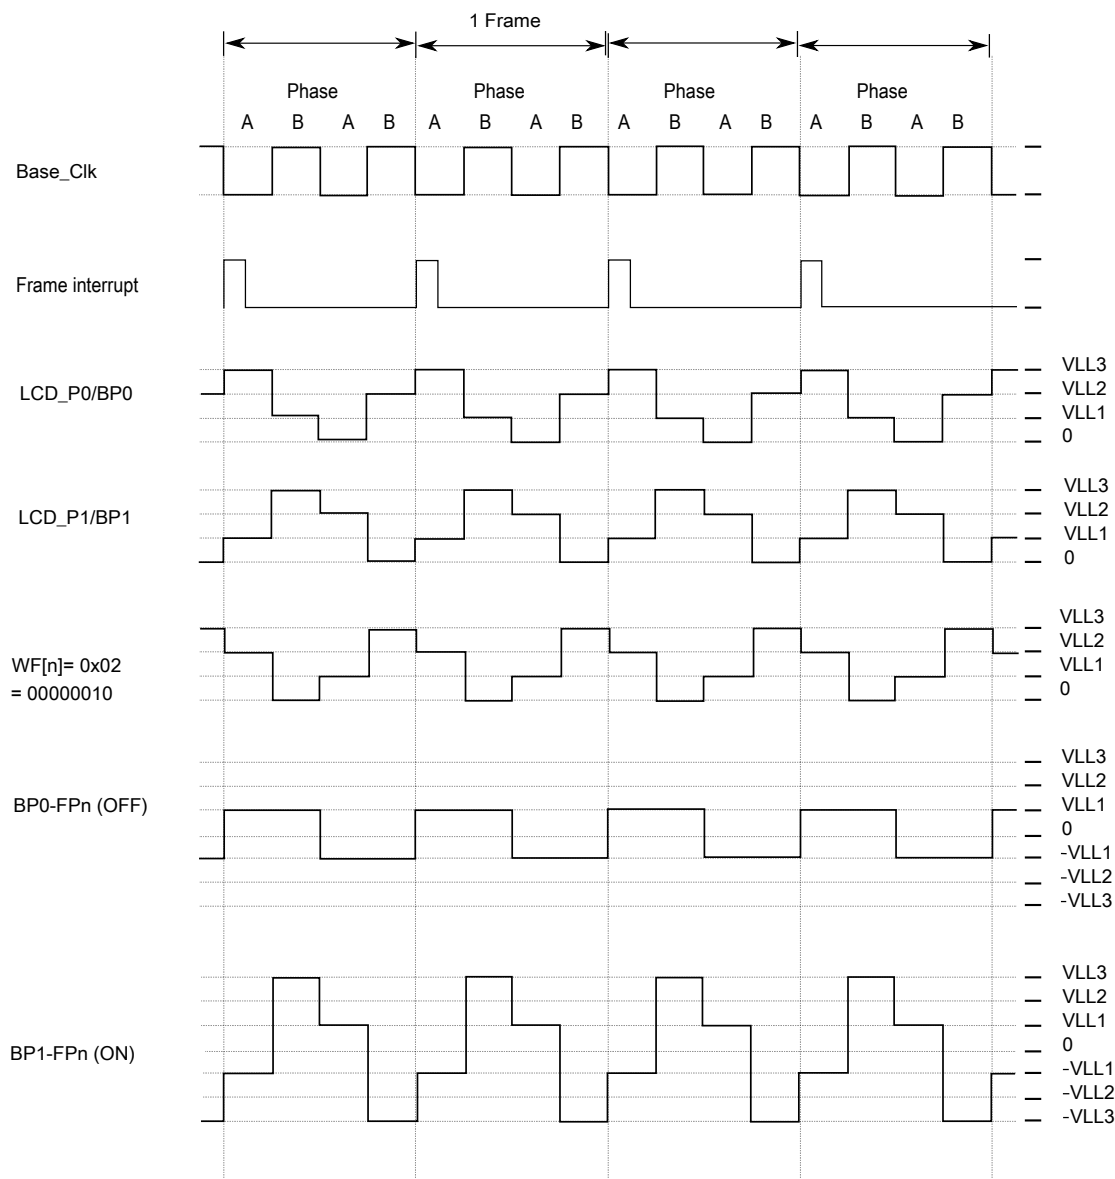 1 Frame
Phase Phase Phase Phase
A B A B A B A B A B A B A B A B
Base_Clk
Frame interrupt
LCD_P0/BP0
VLL3
VLL2
VLL1
0
LCD_P1/BP1
VLL3
VLL2
VLL1
0
WF[n]= 0x02
= 00000010
VLL3
VLL2
VLL1
0
BP0-FPn (OFF)
VLL3
VLL2
VLL1
0
-VLL1
-VLL2
-VLL3
BP1-FPn (ON)
VLL3
VLL2
VLL1
0
-VLL1
-VLL2
-VLL3